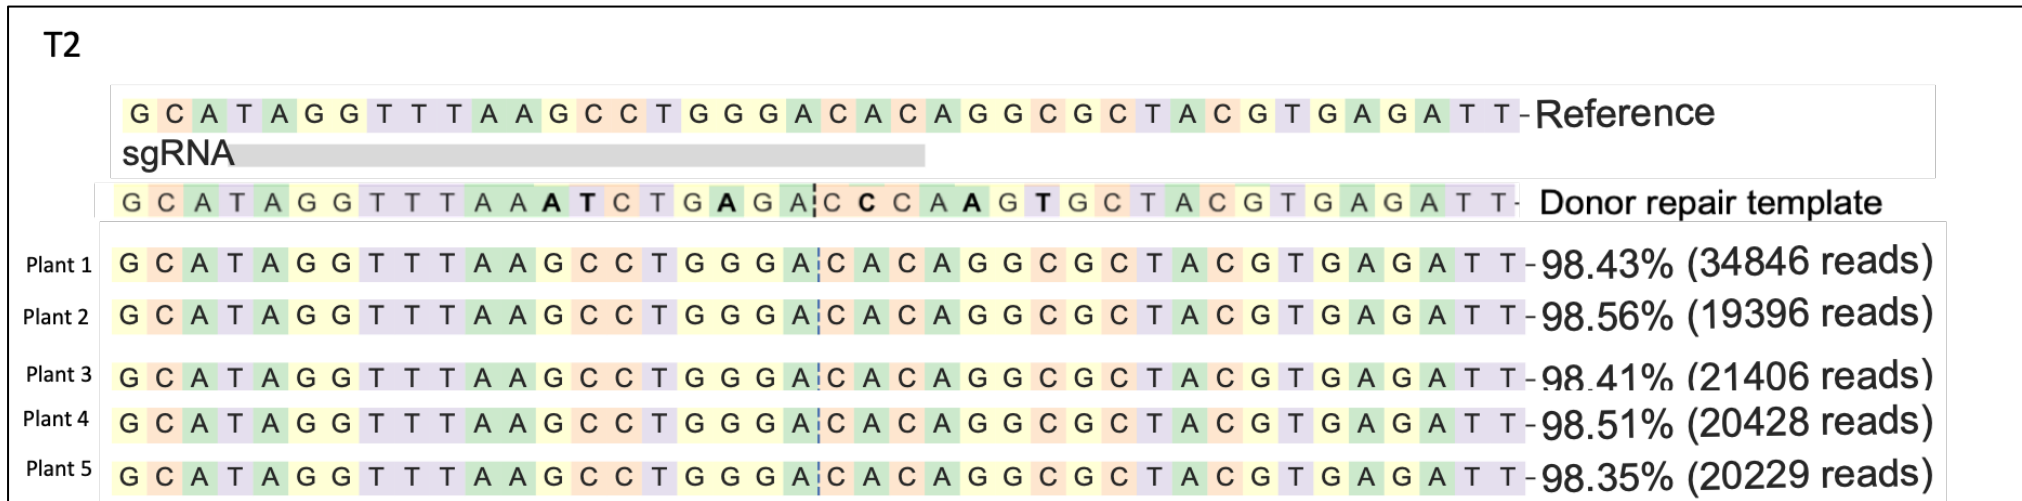 T2
G C A T A G G T T T A A G C C T G G G A C A C A G G C G C T A C G T G A G A T T - Reference
sgRNA
G C A T A G G T T T A A A T C T G A G A C C C A A G T G C T A C G T G A G A T T - Donor repair template
Plant 1 G C A T A G G T T T A A G C C T G G G A C A C A G G C G C T A C G T G A G A T T - 98.43% (34846 reads)
Plant 2 G C A T A G G T T T A A G C C T G G G A C A C A G G C G C T A C G T G A G A T T - 98.56% (19396 reads)
Plant 3 G C A T A G G T T T A A G C C T G G G A C A C A G G C G C T A C G T G A G A T T - 98.41% (21406 reads)
Plant 4 G C A T A G G T T T A A G C C T G G G A C A C A G G C G C T A C G T G A G A T T - 98.51% (20428 reads)
Plant 5 G C A T A G G T T T A A G C C T G G G A C A C A G G C G C T A C G T G A G A T T - 98.35% (20229 reads)